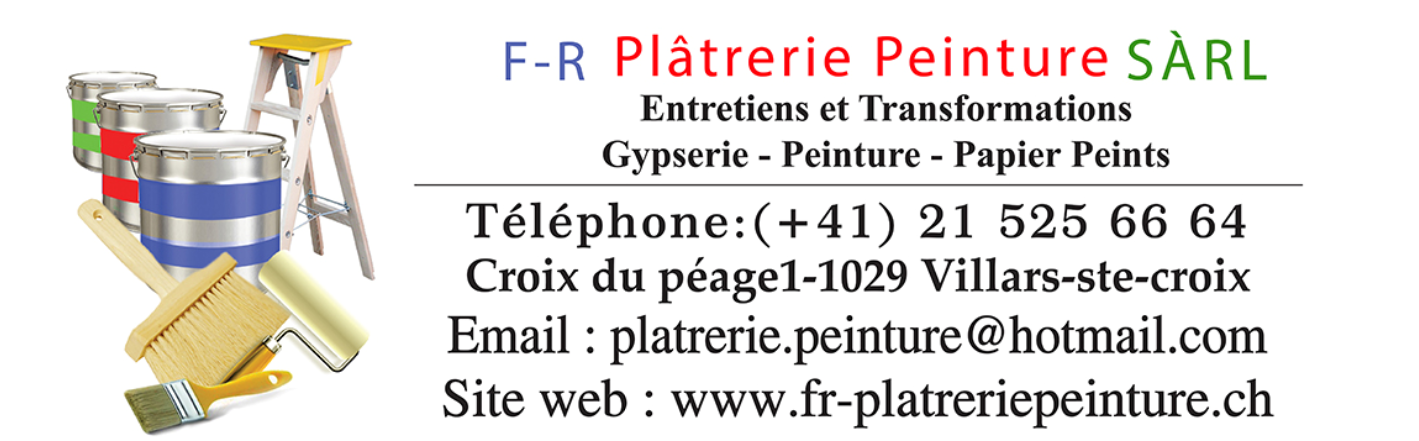 F-R Plâtrerie Peinture SÀRL
Entretiens et Transformations
Gypserie - Peinture - Papier Peints
Téléphone:(+41) 21 525 66 64
Croix du péage1-1029 Villars-ste-croix
Email : platrerie.peinture@hotmail.com
Site web : www.fr-platreriepeinture.ch